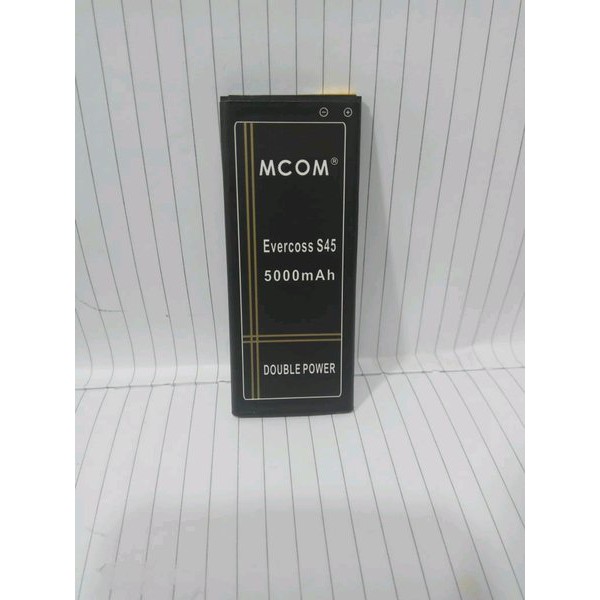 MCOM®
Evercoss S45
5000mAh
DOUBLE POWER